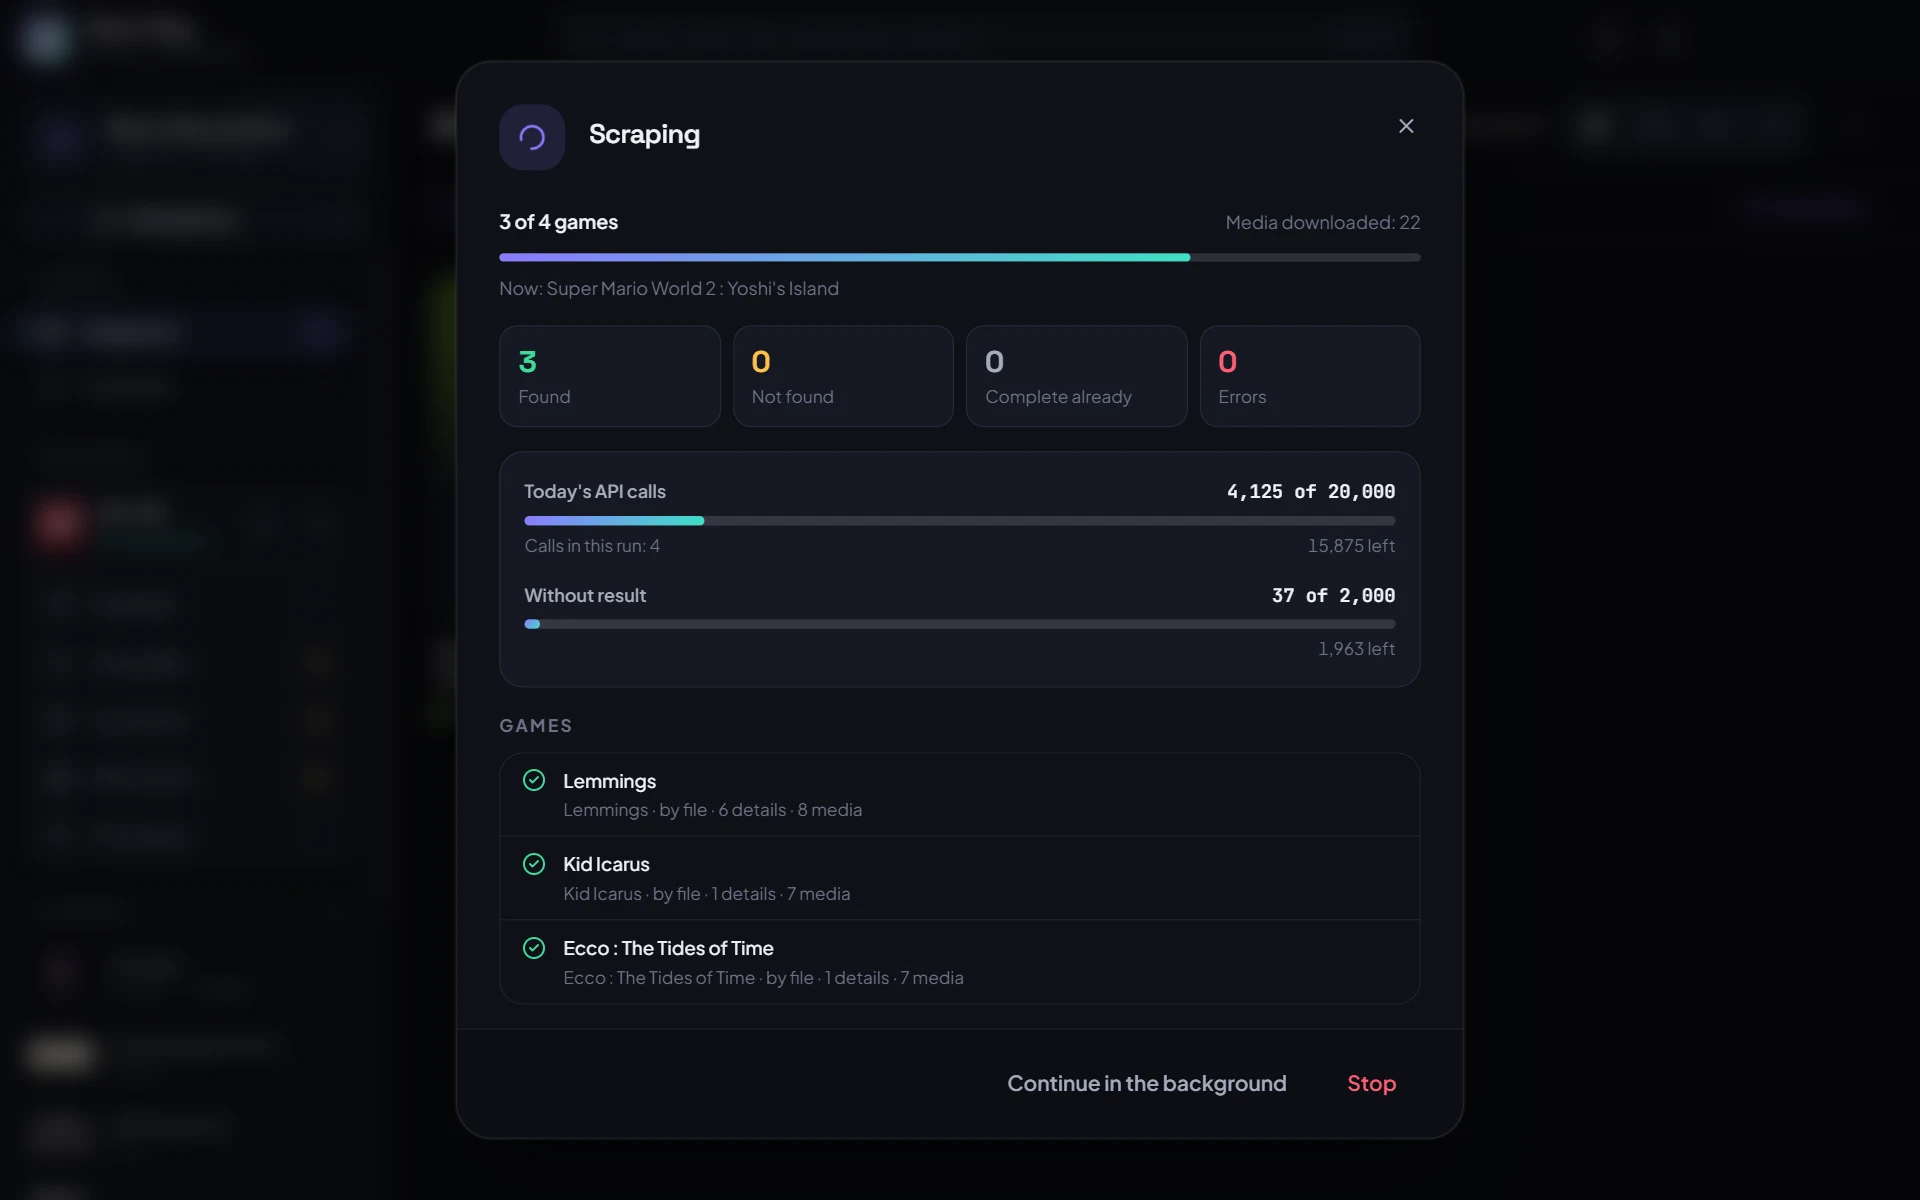 Scraping
3 of 4 games
Media downloaded: 22
Now: Super Mario World 2 : Yoshi's Island
3
Found
0
Not found
0
Complete already
0
Errors
Today's API calls
4,125 of 20,000
Calls in this run: 4
15,875 left
Without result
37 of 2,000
1,963 left
GAMES
Lemmings
Lemmings · by file · 6 details · 8 media
Kid Icarus
Kid Icarus · by file · 1 details · 7 media
Ecco : The Tides of Time
Ecco : The Tides of Time · by file · 1 details · 7 media
Continue in the background
Stop